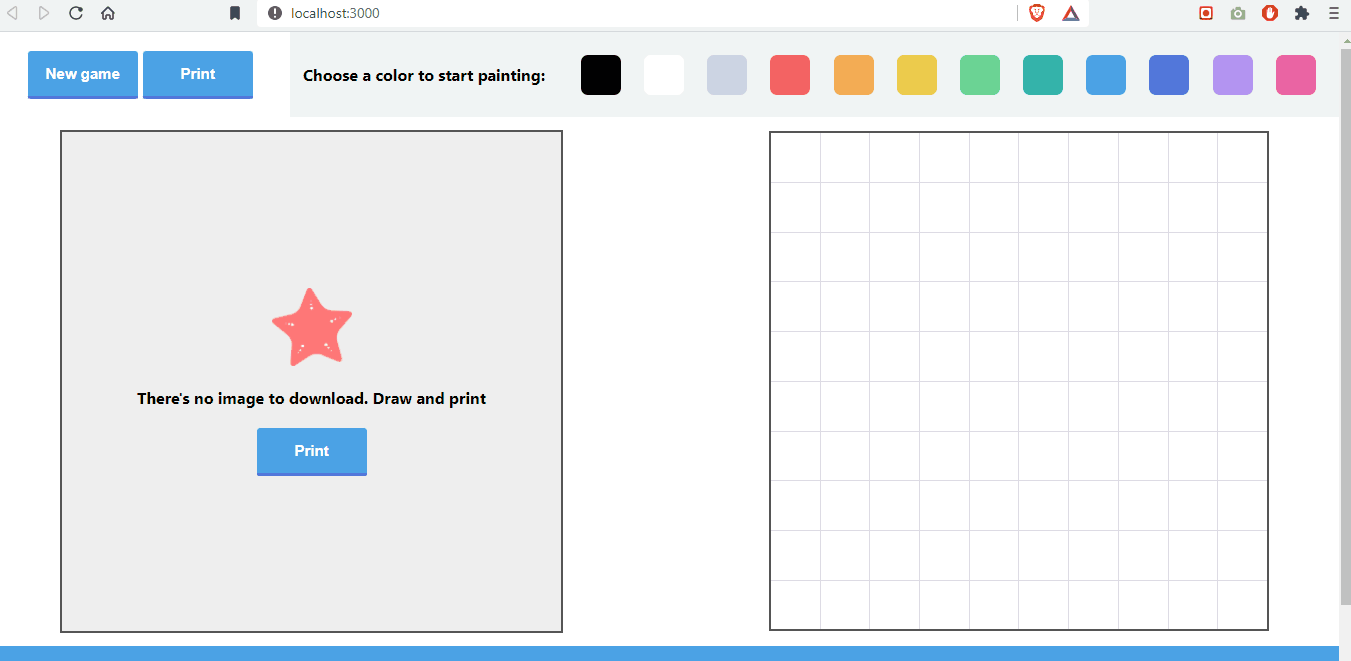 localhost:3000
New game
Print
Choose a color to start painting:
There's no image to download. Draw and print
Print